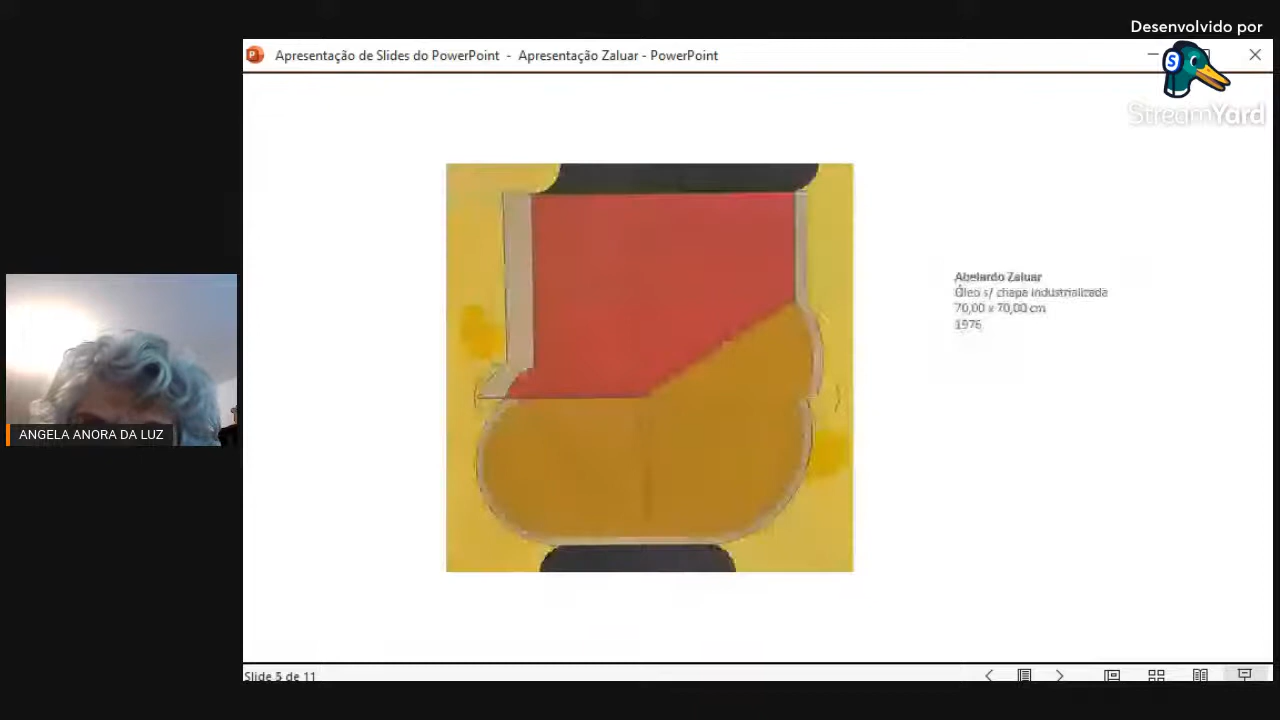 Desenvolvido por
Apresentação de Slides do PowerPoint - Apresentação Zaluar - PowerPoint
StreamYard
Abelardo Zaluar
Óleo s/ chapa industrializada
70,00 x 70,00 cm
1976
ANGELA ANORA DA LUZ
Slide 5 de 11